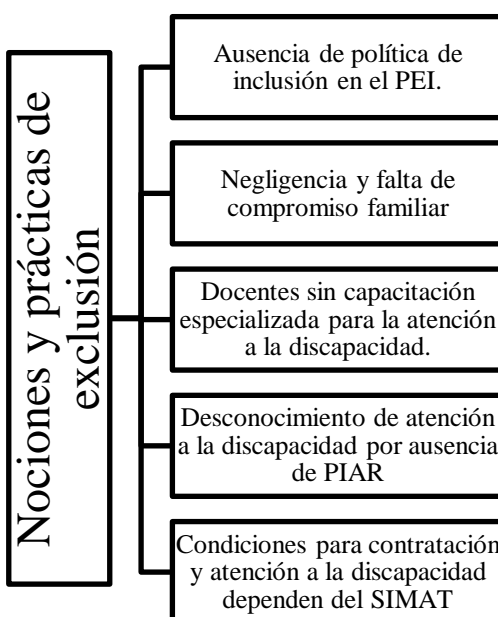 Nociones y prácticas de
exclusión
Ausencia de política de
inclusión en el PEI.
Negligencia y falta de
compromiso familiar
Docentes sin capacitación
especializada para la atención
a la discapacidad.
Desconocimiento de atención
a la discapacidad por ausencia
de PIAR
Condiciones para contratación
y atención a la discapacidad
dependen del SIMAT